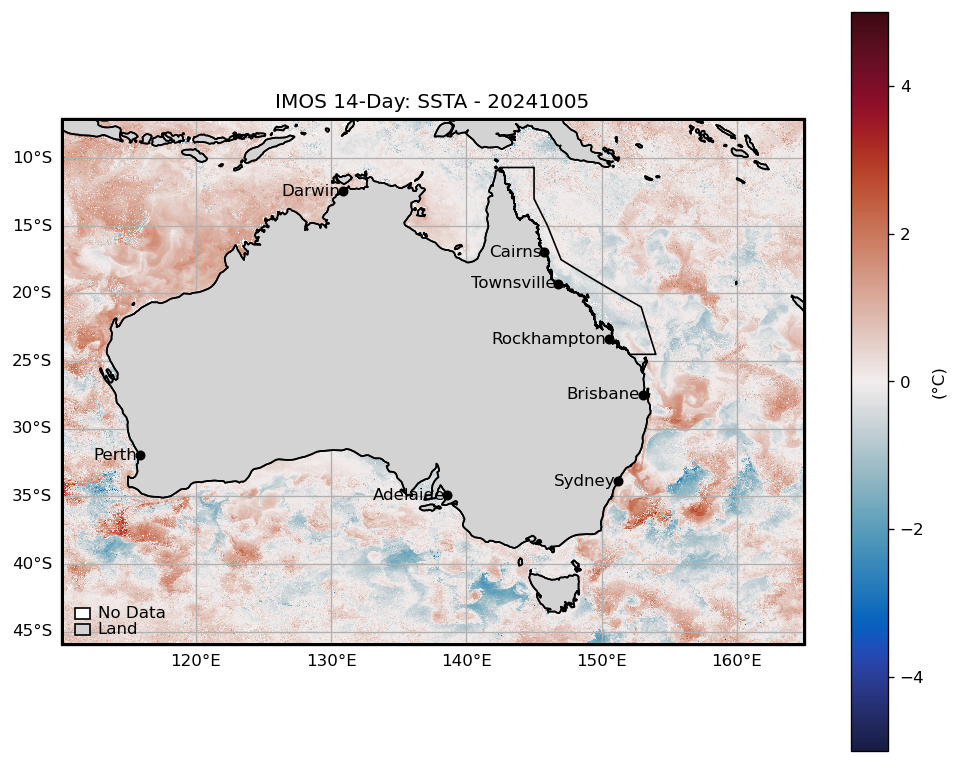 IMOS 14-Day: SSTA - 20241005
4
10°S
Darwin
15°S
2
Cairns
20°S
Townsville
Rockhampton
25°S
0
(°C)
Brisbane
30°S
Perth
Sydney
35°S
Adelaide
−2
40°S
No Data
Land
45°S
120°E 130°E 140°E 150°E 160°E
−4